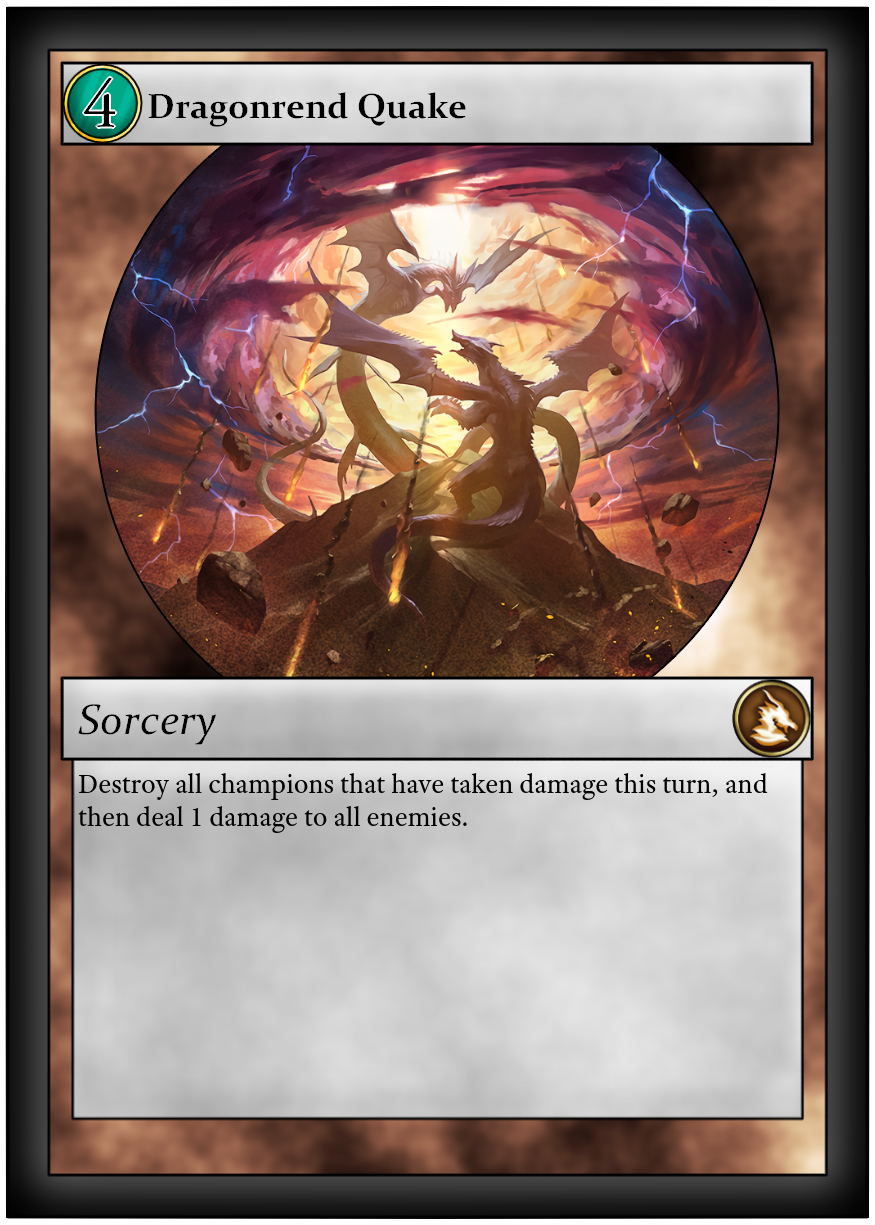 4 Dragonrend Quake
Sorcery
Destroy all champions that have taken damage this turn, and
then deal 1 damage to all enemies.